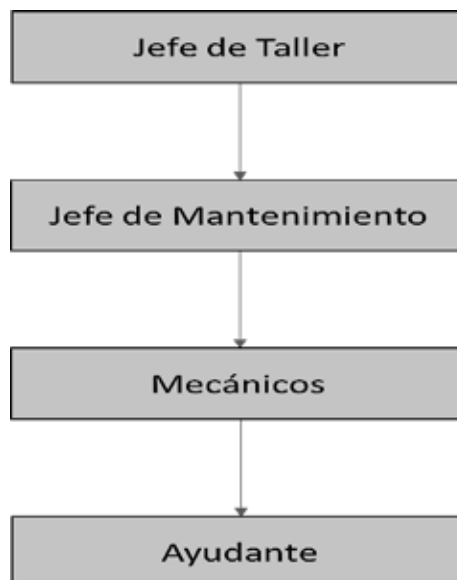 Jefe de Taller
Jefe de Mantenimiento
Mecánicos
Ayudante